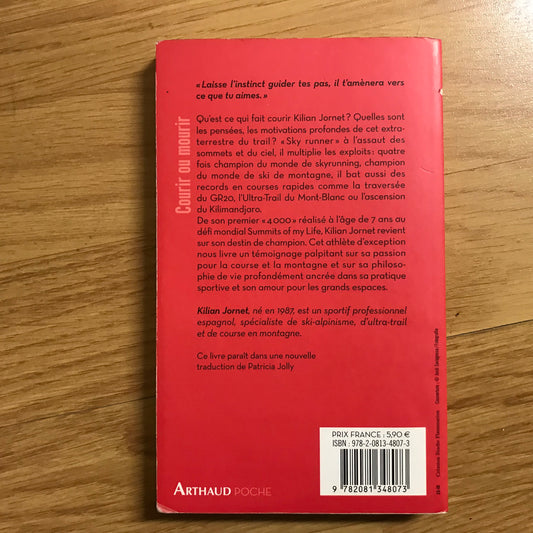 « Laisse l'instinct guider tes pas, il t'amènera vers
ce que tu aimes. »
Qu'est ce qui fait courir Kilian Jornet ? Quelles sont
les pensées, les motivations profondes de cet extra-
terrestre du trail ? « Sky runner » à l'assaut des
sommets et du ciel, il multiplie les exploits : quatre
fois champion du monde de skyrunning, champion
du monde de ski de montagne, il bat aussi des
records en courses rapides comme la traversée
du GR20, l'Ultra-Trail du Mont-Blanc ou l'ascension
du Kilimandjaro.
De son premier « 4000 » réalisé à l'âge de 7 ans au
défi mondial Summits of my Life, Kilian Jornet revient
sur son destin de champion. Cet athlète d'exception
nous livre un témoignage palpitant sur sa passion
pour la course et la montagne et sur sa philoso-
phie de vie profondément ancrée dans sa pratique
sportive et son amour pour les grands espaces.
Kilian Jornet, né en 1987, est un sportif professionnel
espagnol, spécialiste de ski-alpinisme, d'ultra-trail
et de course en montagne.
Ce livre paraît dans une nouvelle
traduction de Patricia Jolly
Courir ou mourir
PRIX FRANCE : 5,90 €
ISBN : 978-2-0813-4807-3
9 782081 348073
ARTHAUD POCHE
Création Studio Flammarion
Couverture : ©